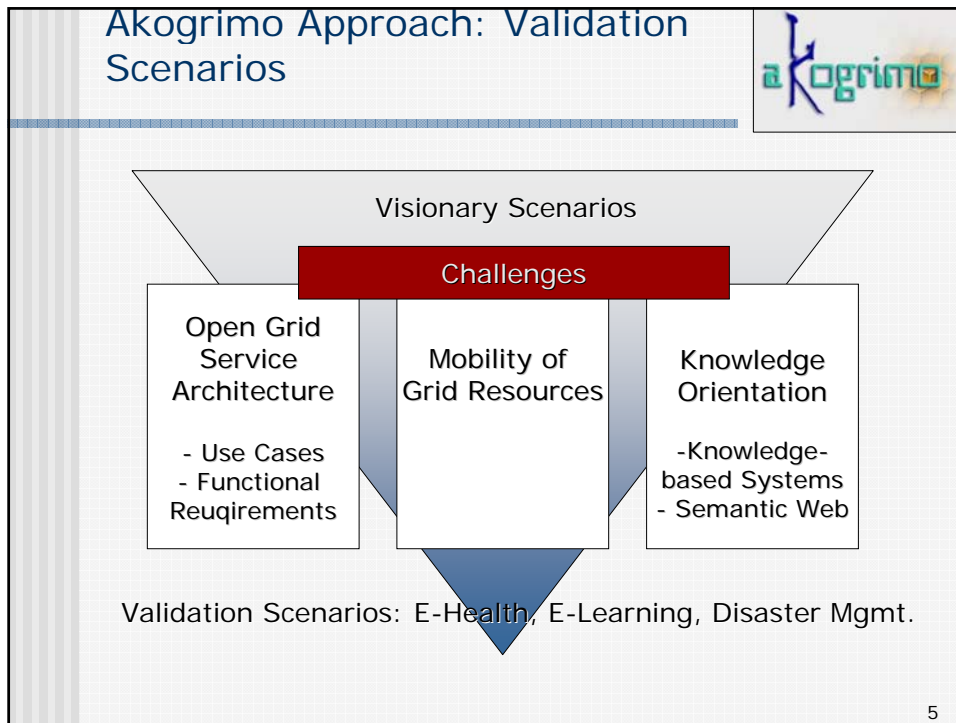 Akogrimo Approach: Validation
Scenarios
akogrimo
Visionary Scenarios
Challenges
Open Grid
Service
Architecture
- Use Cases
- Functional
Reuqirements
Mobility of
Grid Resources
Knowledge
Orientation
-Knowledge-
based Systems
- Semantic Web
Validation Scenarios: E-Health, E-Learning, Disaster Mgmt.
5